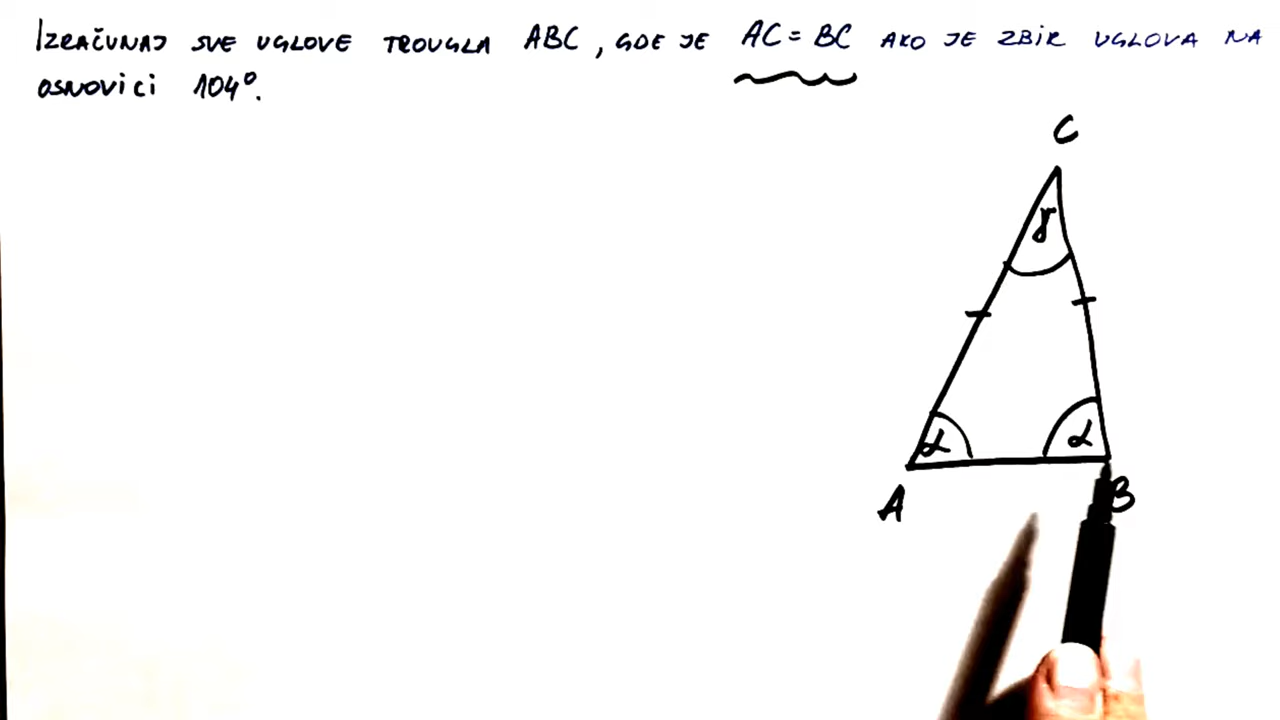 IZRAČUNAJ SVE UGLOVE TROUGLA ABC, GDE JE AC = BC AKO JE ZBIR UGLOVA NA
OSNOVICI 104°.
C
γ
α α
A B